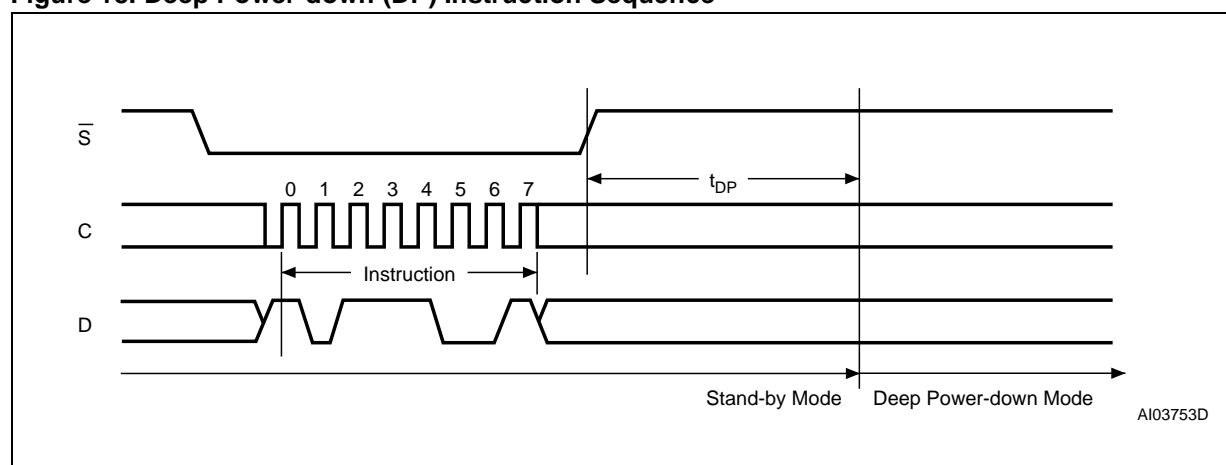 Figure Deep Power-down (DP) Instruction Sequence
S̅
0 1 2 3 4 5 6 7
tDP
C
Instruction
D
Stand-by Mode Deep Power-down Mode
AI03753D